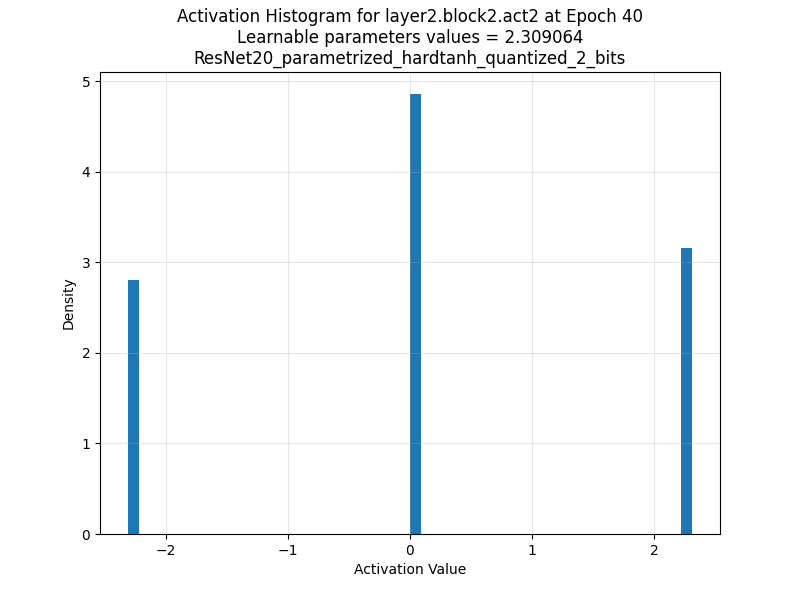 Activation Histogram for layer2.block2.act2 at Epoch 40
Learnable parameters values = 2.309064
ResNet20_parametrized_hardtanh_quantized_2_bits
5
4
3
2
1
0
Density
−2
−1
0
1
2
Activation Value